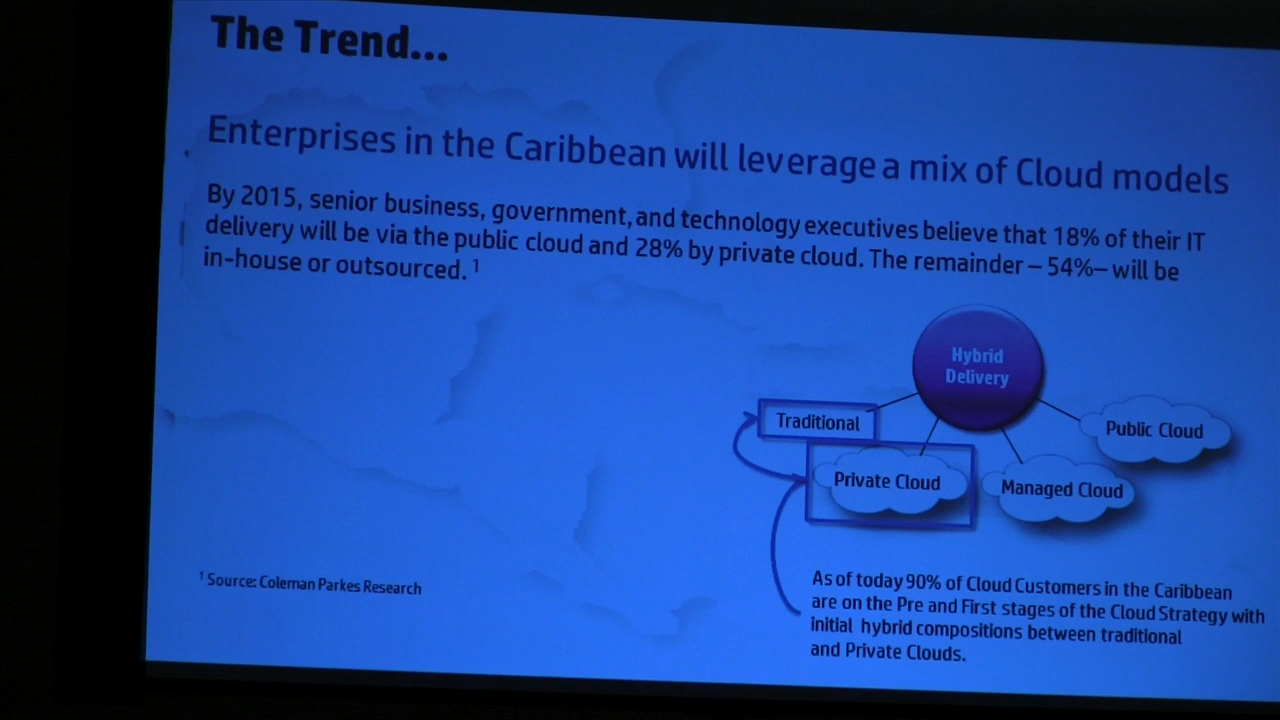 The Trend...
Enterprises in the Caribbean will leverage a mix of Cloud models
By 2015, senior business, government, and technology executives believe that 18% of their IT
delivery will be via the public cloud and 28% by private cloud. The remainder – 54%– will be
in-house or outsourced. ¹
Hybrid
Delivery
Traditional
Public Cloud
Private Cloud
Managed Cloud
As of today 90% of Cloud Customers in the Caribbean
are on the Pre and First stages of the Cloud Strategy with
initial hybrid compositions between traditional
and Private Clouds.
¹ Source: Coleman Parkes Research